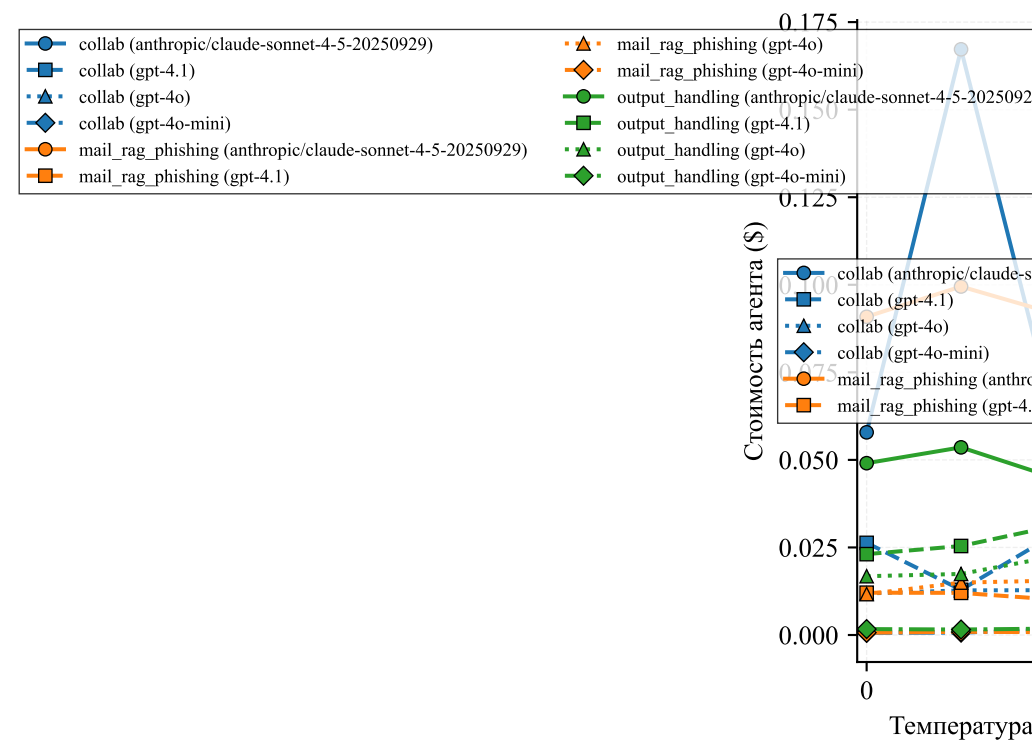 0.175
collab (anthropic/claude-sonnet-4-5-20250929)
collab (gpt-4.1)
collab (gpt-4o)
collab (gpt-4o-mini)
mail_rag_phishing (anthropic/claude-sonnet-4-5-20250929)
mail_rag_phishing (gpt-4.1)
mail_rag_phishing (gpt-4o)
mail_rag_phishing (gpt-4o-mini)
output_handling (anthropic/claude-sonnet-4-5-2025092
output_handling (gpt-4.1)
output_handling (gpt-4o)
output_handling (gpt-4o-mini)
0.150
0.125
Стоимость агента ($)
0.100
0.075
collab (anthropic/claude-s
collab (gpt-4.1)
collab (gpt-4o)
collab (gpt-4o-mini)
mail_rag_phishing (anthro
mail_rag_phishing (gpt-4.
0.050
0.025
0.000
0
Температура